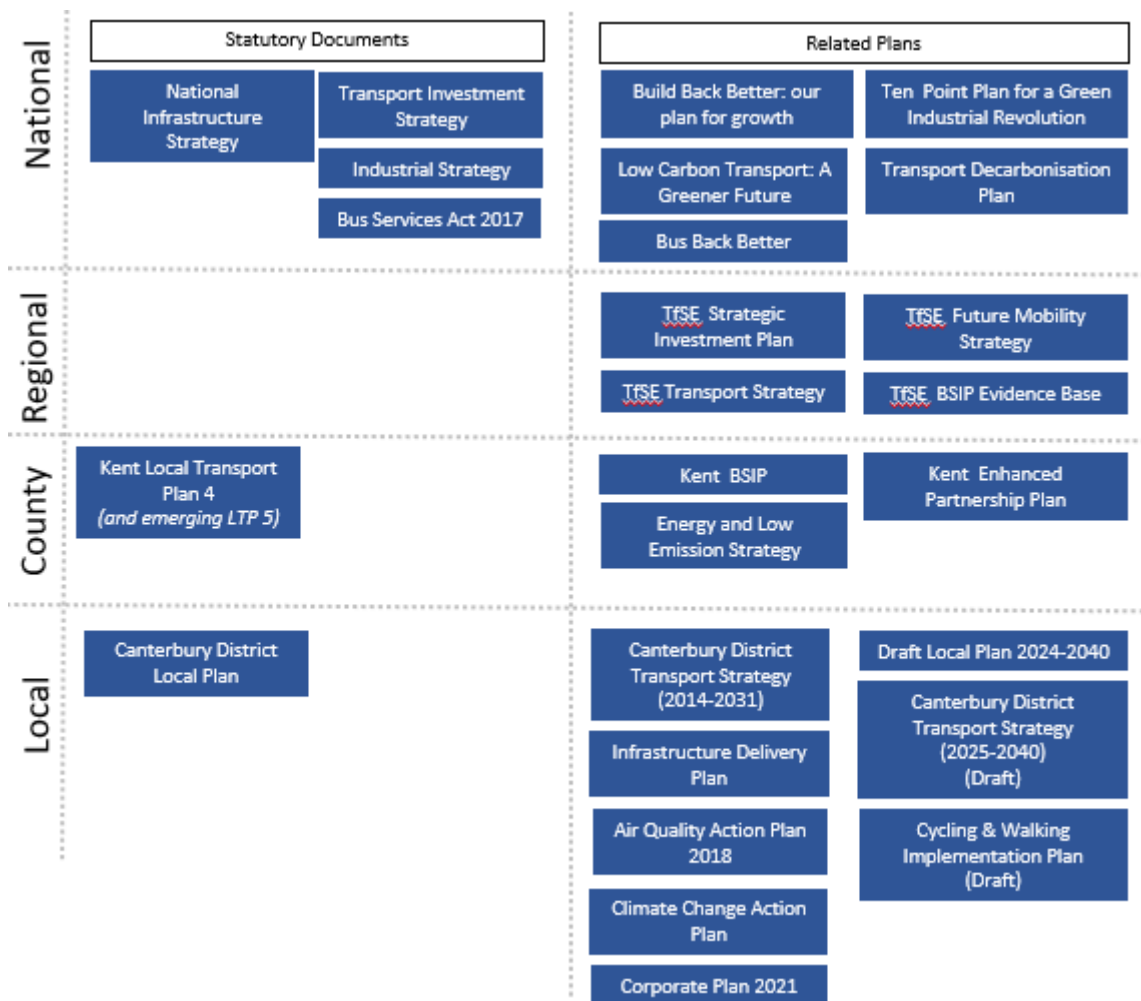 National
Statutory Documents
Related Plans
National
Infrastructure
Strategy
Transport Investment
Strategy
Industrial Strategy
Bus Services Act 2017
Build Back Better: our
plan for growth
Ten Point Plan for a Green
Industrial Revolution
Low Carbon Transport: A
Greener Future
Transport Decarbonisation
Plan
Bus Back Better
Regional
TfSE Strategic
Investment Plan
TfSE Future Mobility
Strategy
TfSE Transport Strategy
TfSE BSIP Evidence Base
County
Kent Local Transport
Plan 4
(and emerging LTP 5)
Kent BSIP
Kent Enhanced
Partnership Plan
Energy and Low
Emission Strategy
Local
Canterbury District
Local Plan
Canterbury District
Transport Strategy
(2014-2031)
Draft Local Plan 2024-2040
Canterbury District
Transport Strategy
(2025-2040)
(Draft)
Infrastructure Delivery
Plan
Air Quality Action Plan
2018
Cycling & Walking
Implementation Plan
(Draft)
Climate Change Action
Plan
Corporate Plan 2021